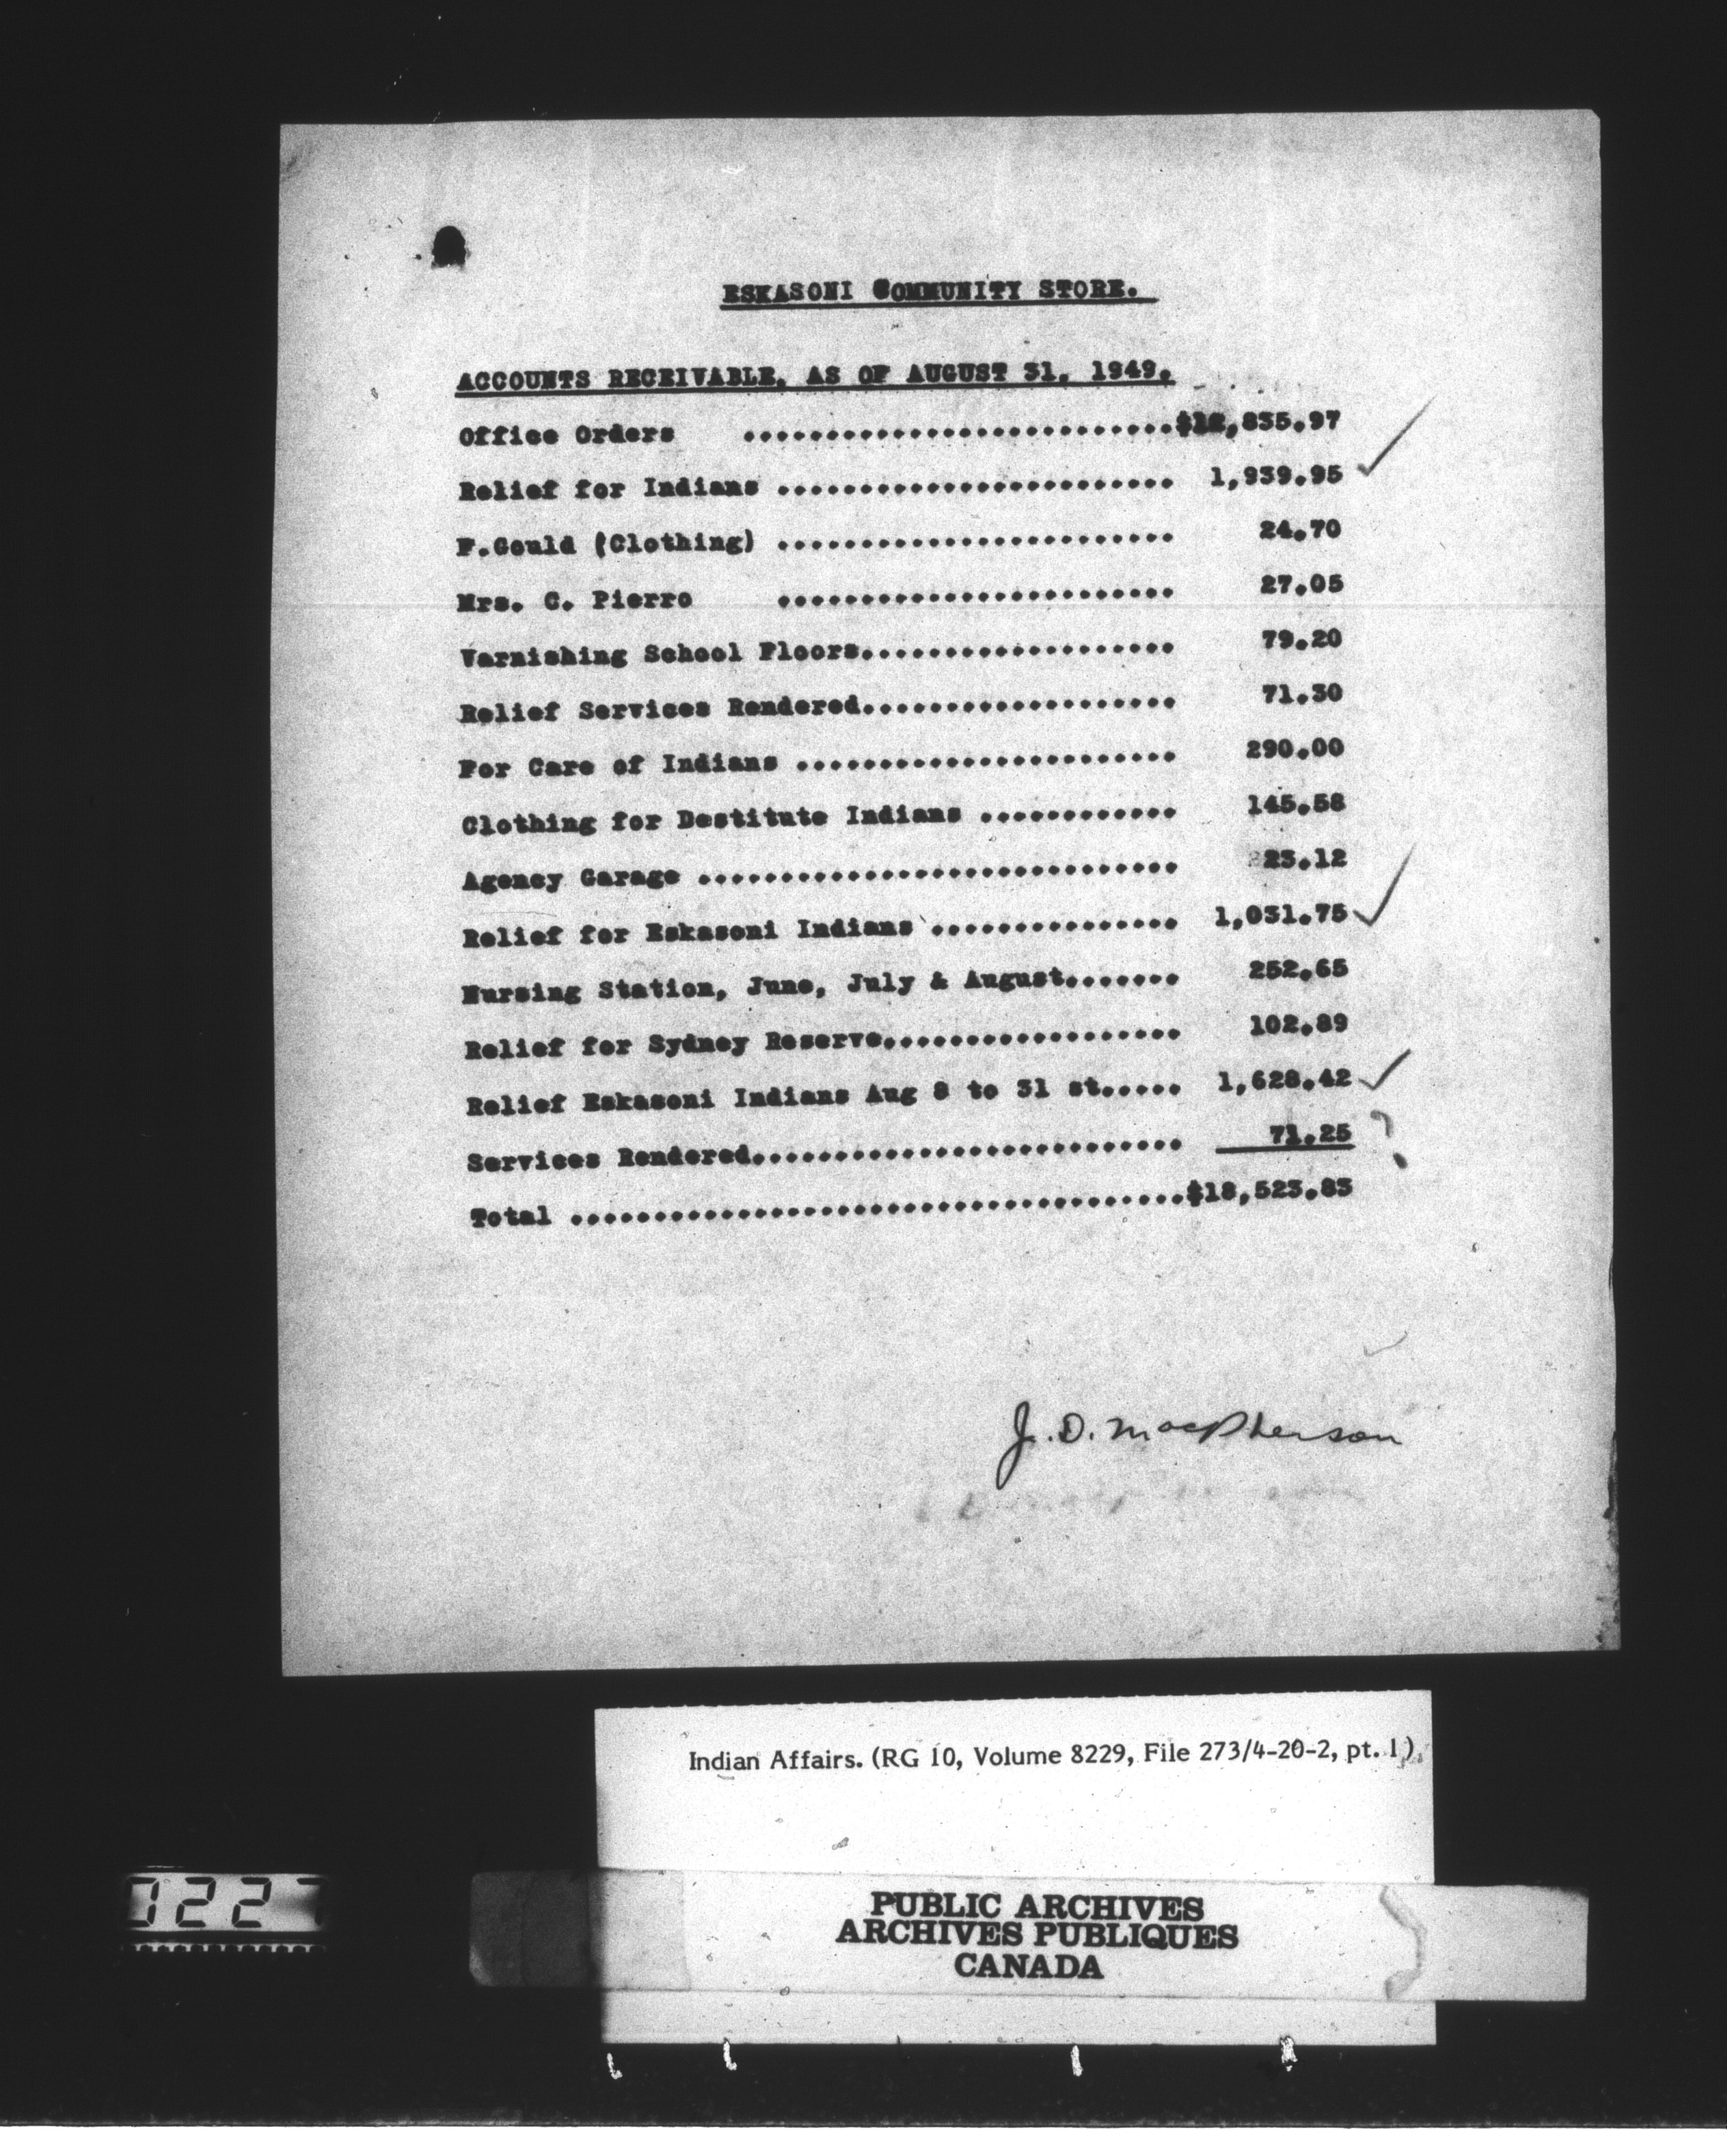 ESKASONI COMMUNITY STORE.
ACCOUNTS RECEIVABLE, AS OF AUGUST 31, 1949.
Office Orders ..........................$12,835.97
Relief for Indians ........................ 1,939.95
F.Gould (Clothing) ........................ 24.70
Mrs. C. Pierro ........................ 27.05
Varnishing School Floors................... 79.20
Relief Services Rendered................... 71.30
For Care of Indians ....................... 290.00
Clothing for Destitute Indians ............ 145.58
Agency Garage ............................. 23.12
Relief for Eskasoni Indians ............... 1,031.75
Nursing Station, June, July & August....... 252.65
Relief for Sydney Reserve.................. 102.89
Relief Eskasoni Indians Aug 8 to 31 st..... 1,628.42
Services Rendered.......................... 71.25 ?
Total .....................................$18,523.83
J. D. MacPherson
Indian Affairs. (RG 10, Volume 8229, File 273/4-20-2, pt. 1)
PUBLIC ARCHIVES
ARCHIVES PUBLIQUES
CANADA